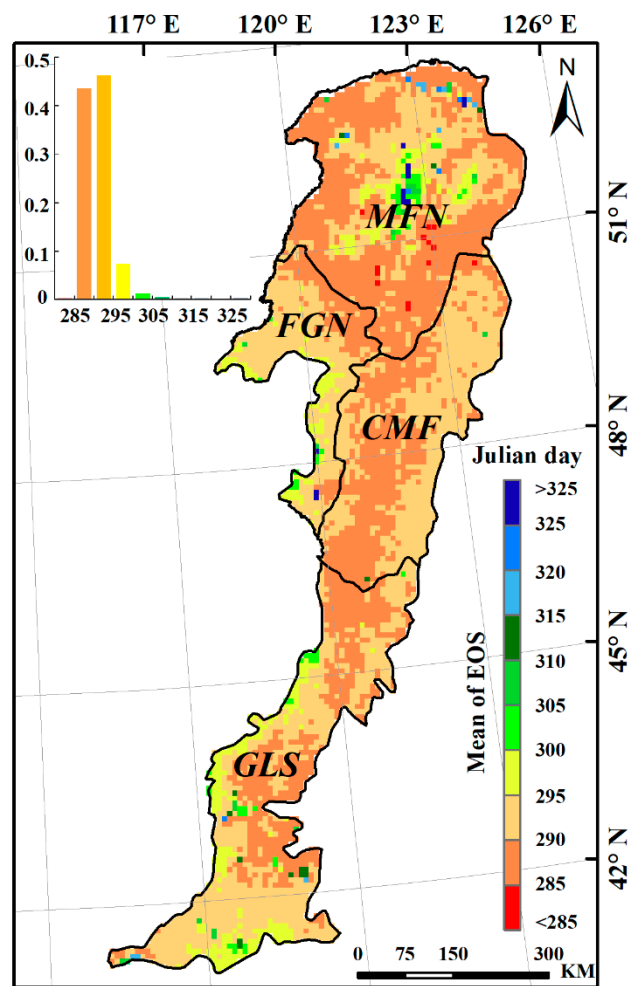 117° E 120° E 123° E 126° E
0.5
0.4
0.3
0.2
0.1
0
285 295 305 315 325
N
51° N
48° N
45° N
42° N
MFN
FGN
CMF
GLS
Julian day
Mean of EOS
>325
325
320
315
310
305
300
295
290
285
<285
0 75 150 300
KM